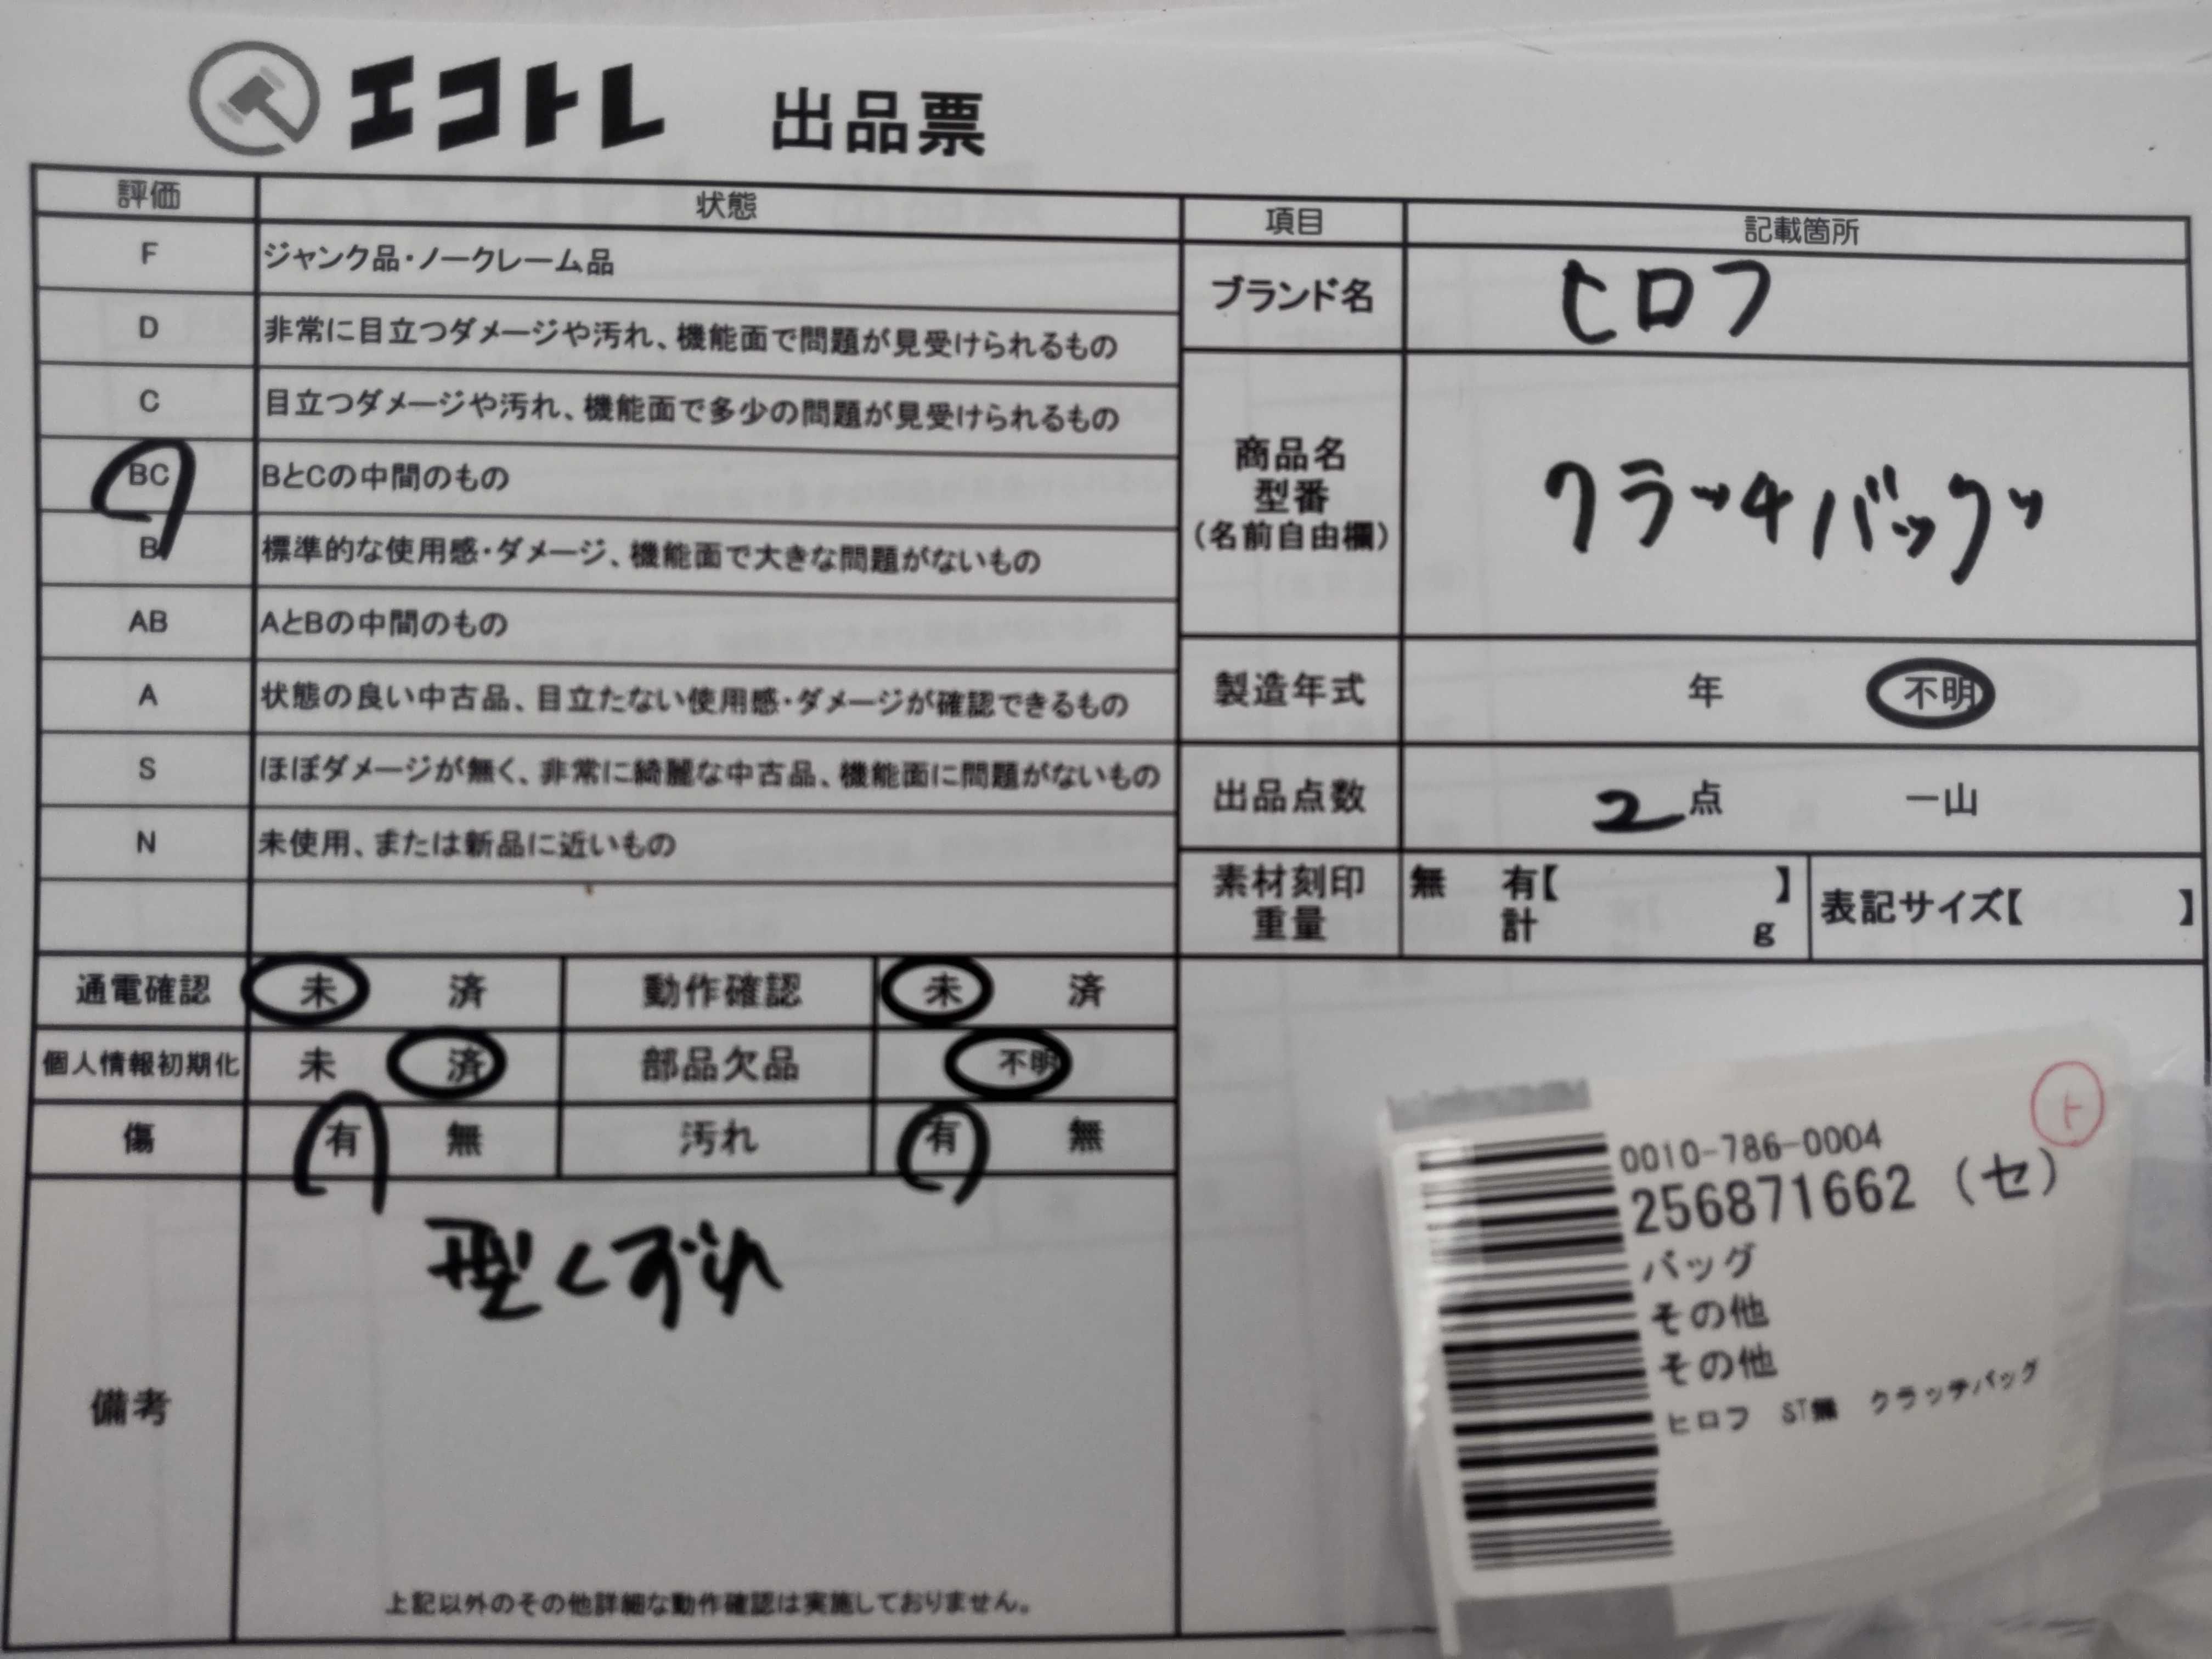 エコトレ 出品票
評価 状態
F ジャンク品・ノークレーム品
D 非常に目立つダメージや汚れ、機能面で問題が見受けられるもの
C 目立つダメージや汚れ、機能面で多少の問題が見受けられるもの
BC BとCの中間のもの
B 標準的な使用感・ダメージ、機能面で大きな問題がないもの
AB AとBの中間のもの
A 状態の良い中古品、目立たない使用感・ダメージが確認できるもの
S ほぼダメージが無く、非常に綺麗な中古品、機能面に問題がないもの
N 未使用、または新品に近いもの
項目 記載箇所
ブランド名 ヒロフ
商品名
型番
(名前自由欄)
クラッチバッグ
製造年式 年 不明
出品点数 2点 一山
素材刻印 無 有【 】
重量 計 g
表記サイズ【 】
通電確認 未 済 動作確認 未 済
個人情報初期化 未 済 部品欠品 不明
傷 有 無 汚れ 有 無
備考
型くずれ
上記以外のその他詳細な動作確認は実施しておりません。
ト
0010-786-0004
256871662 (セ)
バッグ
その他
その他
ヒロフ ST無 クラッチバッグ